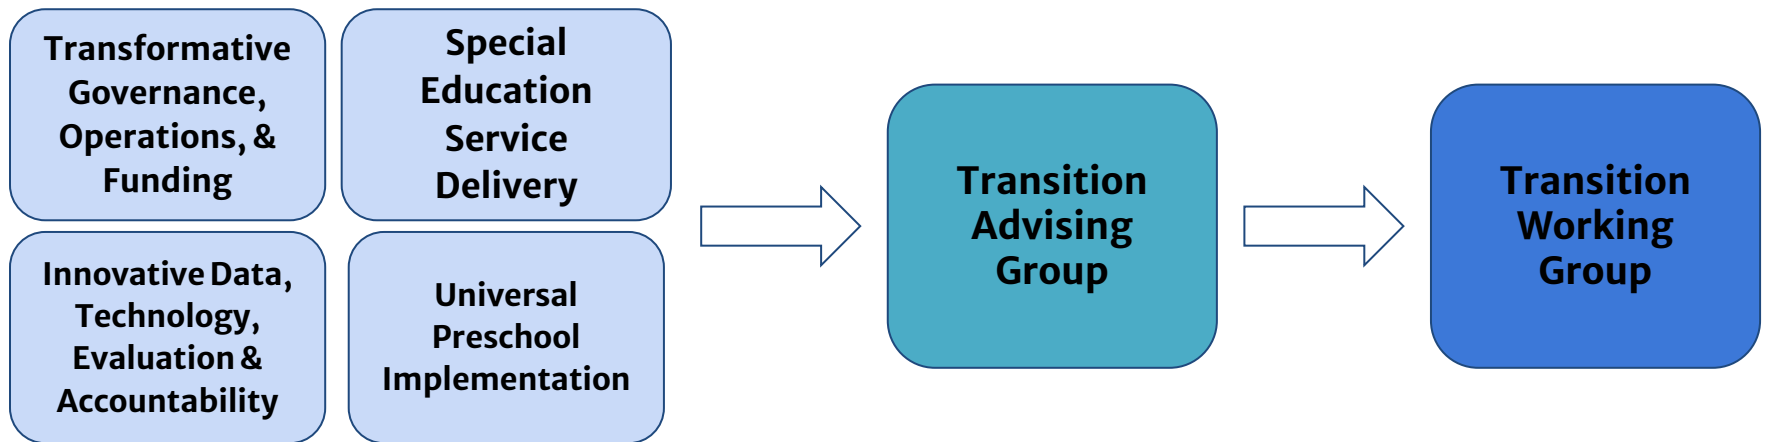 Transformative
Governance,
Operations, &
Funding
Special
Education
Service
Delivery
Innovative Data,
Technology,
Evaluation &
Accountability
Universal
Preschool
Implementation
Transition
Advising
Group
Transition
Working
Group